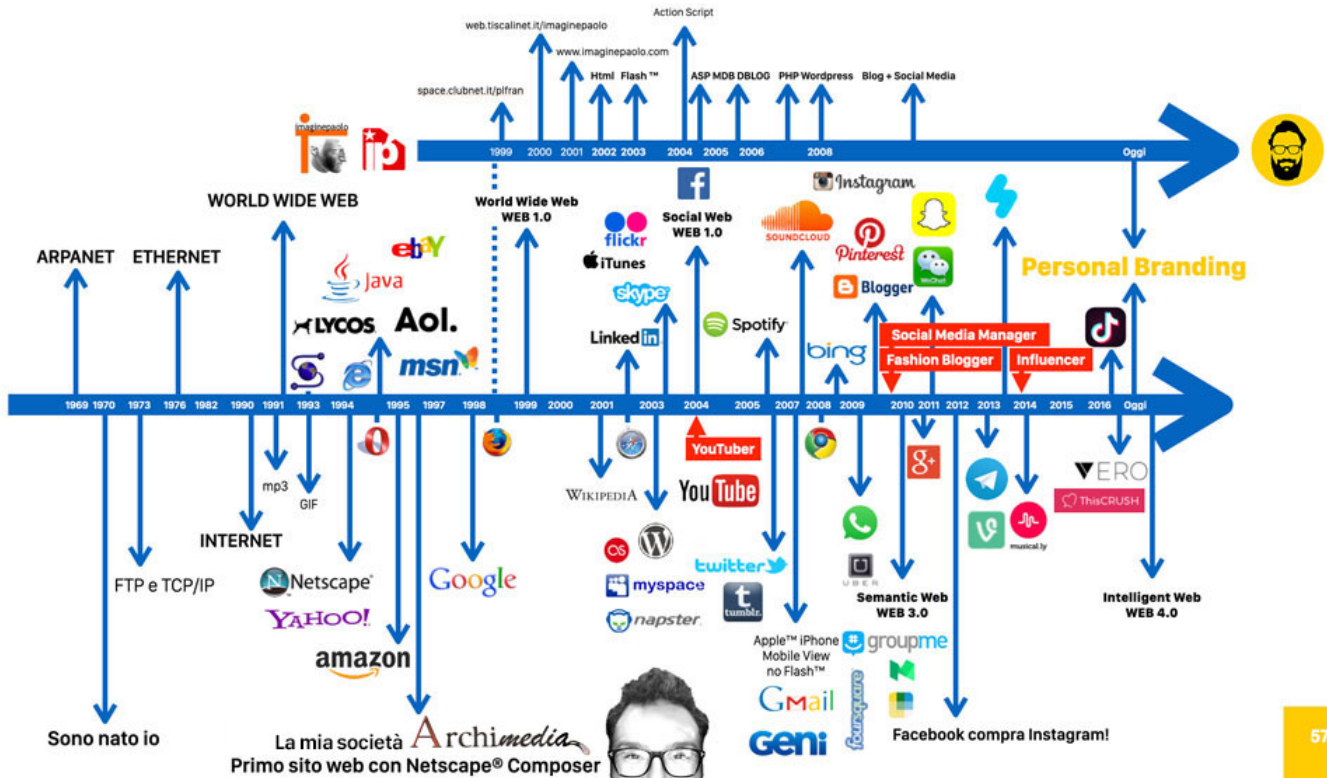 Action Script
web.tiscalinet.it/imaginepaolo
www.imaginepaolo.com
space.clubnet.it/plfran
Html Flash ™ ASP MDB DBLOG PHP Wordpress Blog + Social Media
imaginepaolo
1999 2000 2001 2002 2003 2004 2005 2006 2008 Oggi
WORLD WIDE WEB
World Wide Web
WEB 1.0
Social Web
WEB 1.0
flickr
iTunes
skype
Linked in
Instagram
SOUNDCLOUD
Pinterest
Blogger
WeChat
Personal Branding
ARPANET ETHERNET
ebay
Java
LYCOS
Aol.
msn
Spotify
bing
Social Media Manager
Fashion Blogger
Influencer
1969 1970 1973 1976 1982 1990 1991 1993 1994 1995 1997 1998 1999 2000 2001 2003 2004 2005 2007 2008 2009 2010 2011 2012 2013 2014 2015 2016 Oggi
YouTuber
g+
mp3
GIF
WIKIPEDIA
YouTube
VERO
ThisCRUSH
musical.ly
INTERNET
FTP e TCP/IP
Netscape
YAHOO!
Google
amazon
myspace
napster
twitter
tumblr.
UBER
Semantic Web
WEB 3.0
Intelligent Web
WEB 4.0
Apple™ iPhone
Mobile View
no Flash™
Gmail
Geni
groupme
foursquare
Sono nato io
La mia società Archimedia
Primo sito web con Netscape® Composer
Facebook compra Instagram!
57